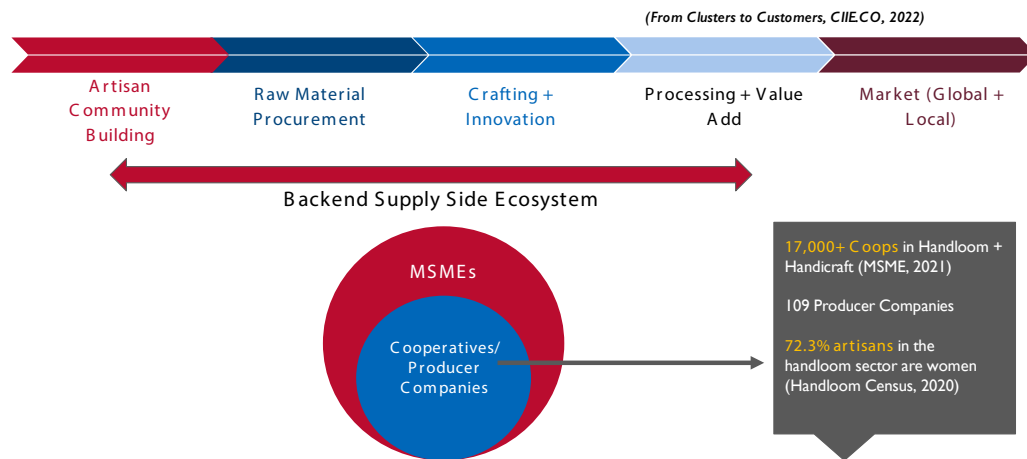 (From Clusters to Customers, CIIE.CO, 2022)
Artisan
Community
Building
Raw Material
Procurement
Crafting +
Innovation
Processing + Value
Add
Market (Global +
Local)
Backend Supply Side Ecosystem
MSMEs
Cooperatives/
Producer
Companies
17,000+ Coops in Handloom +
Handicraft (MSME, 2021)
109 Producer Companies
72.3% artisans in the
handloom sector are women
(Handloom Census, 2020)